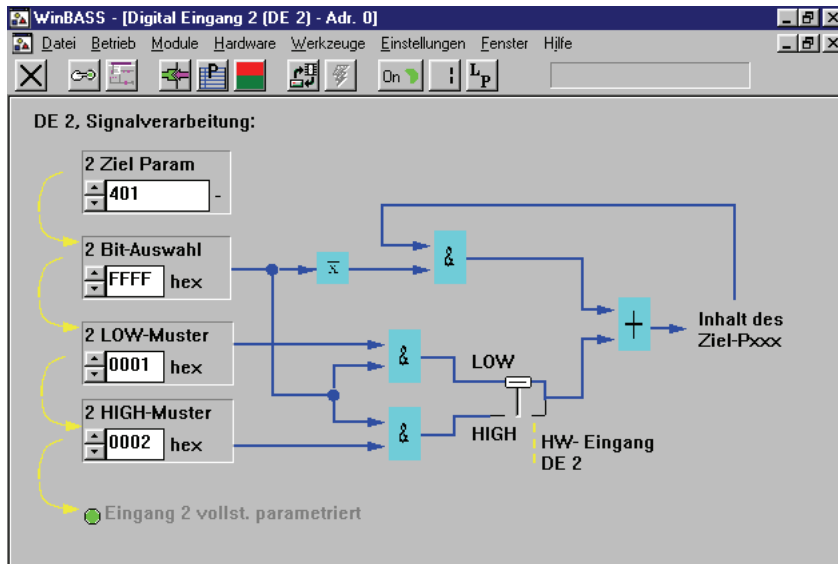 WinBASS - [Digital Eingang 2 (DE 2) - Adr. 0]
Datei Betrieb Module Hardware Werkzeuge Einstellungen Fenster Hilfe
P On LP
DE 2, Signalverarbeitung:
2 Ziel Param
401 -
2 Bit-Auswahl
FFFF hex
x
&
2 LOW-Muster
0001 hex
&
LOW
+
Inhalt des
Ziel-Pxxx
2 HIGH-Muster
0002 hex
&
HIGH
HW- Eingang
DE 2
Eingang 2 vollst. parametriert